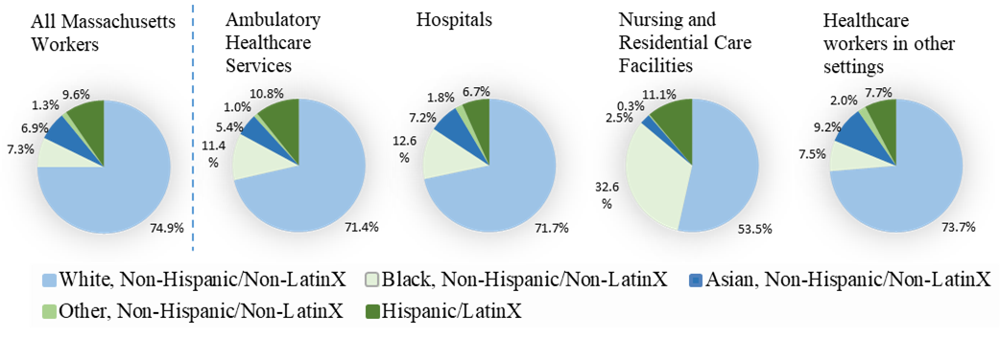 All Massachusetts
Workers
1.3%
9.6%
6.9%
7.3%
74.9%
Ambulatory
Healthcare
Services
10.8%
1.0%
5.4%
11.4
%
71.4%
Hospitals
1.8%
6.7%
7.2%
12.6
%
71.7%
Nursing and
Residential Care
Facilities
0.3%
11.1%
2.5%
32.6
%
53.5%
Healthcare
workers in other
settings
2.0%
7.7%
9.2%
7.5%
73.7%
White, Non-Hispanic/Non-LatinX
Black, Non-Hispanic/Non-LatinX
Asian, Non-Hispanic/Non-LatinX
Other, Non-Hispanic/Non-LatinX
Hispanic/LatinX